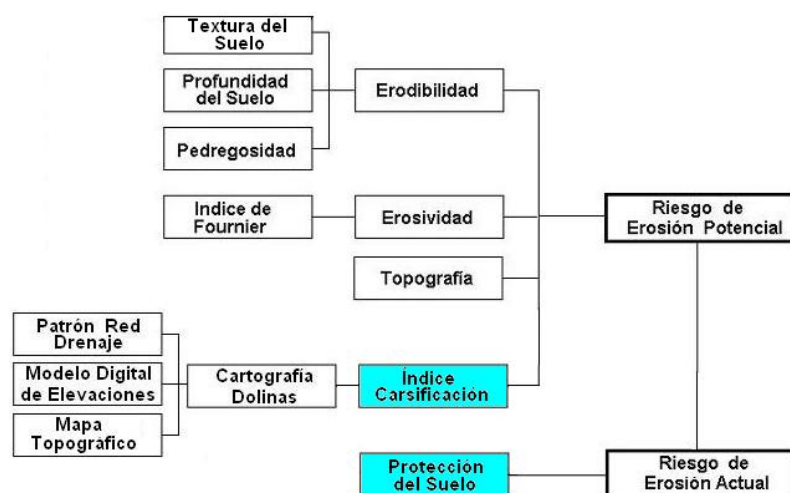 Textura del
Suelo
Profundidad
del Suelo
Erodibilidad
Pedregosidad
Indice de
Fournier
Erosividad
Riesgo de
Erosión Potencial
Topografía
Patrón Red
Drenaje
Modelo Digital
de Elevaciones
Mapa
Topográfico
Cartografía
Dolinas
Índice
Carsificación
Protección
del Suelo
Riesgo de
Erosión Actual